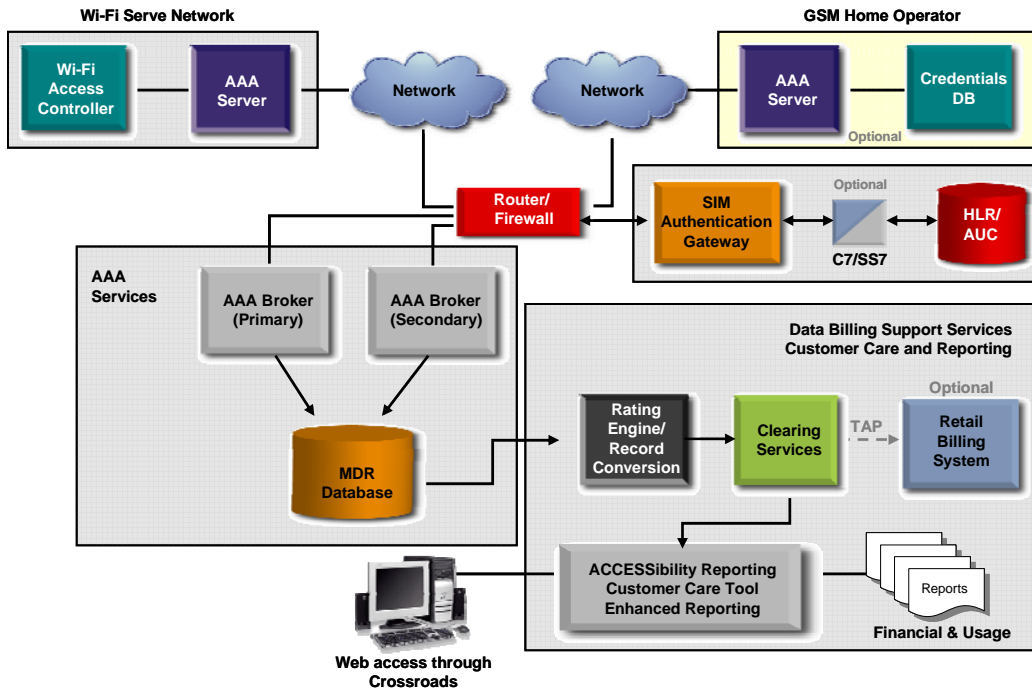 Wi-Fi Serve Network
GSM Home Operator
Wi-Fi
Access
Controller
AAA
Server
Network
Network
AAA
Server
Credentials
DB
Optional
Router/
Firewall
SIM
Authentication
Gateway
Optional
C7/SS7
HLR/
AUC
AAA
Services
AAA Broker
(Primary)
AAA Broker
(Secondary)
MDR
Database
Data Billing Support Services
Customer Care and Reporting
Rating
Engine/
Record
Conversion
Clearing
Services
TAP
Optional
Retail
Billing
System
ACCESSibility Reporting
Customer Care Tool
Enhanced Reporting
Reports
Financial & Usage
Web access through
Crossroads